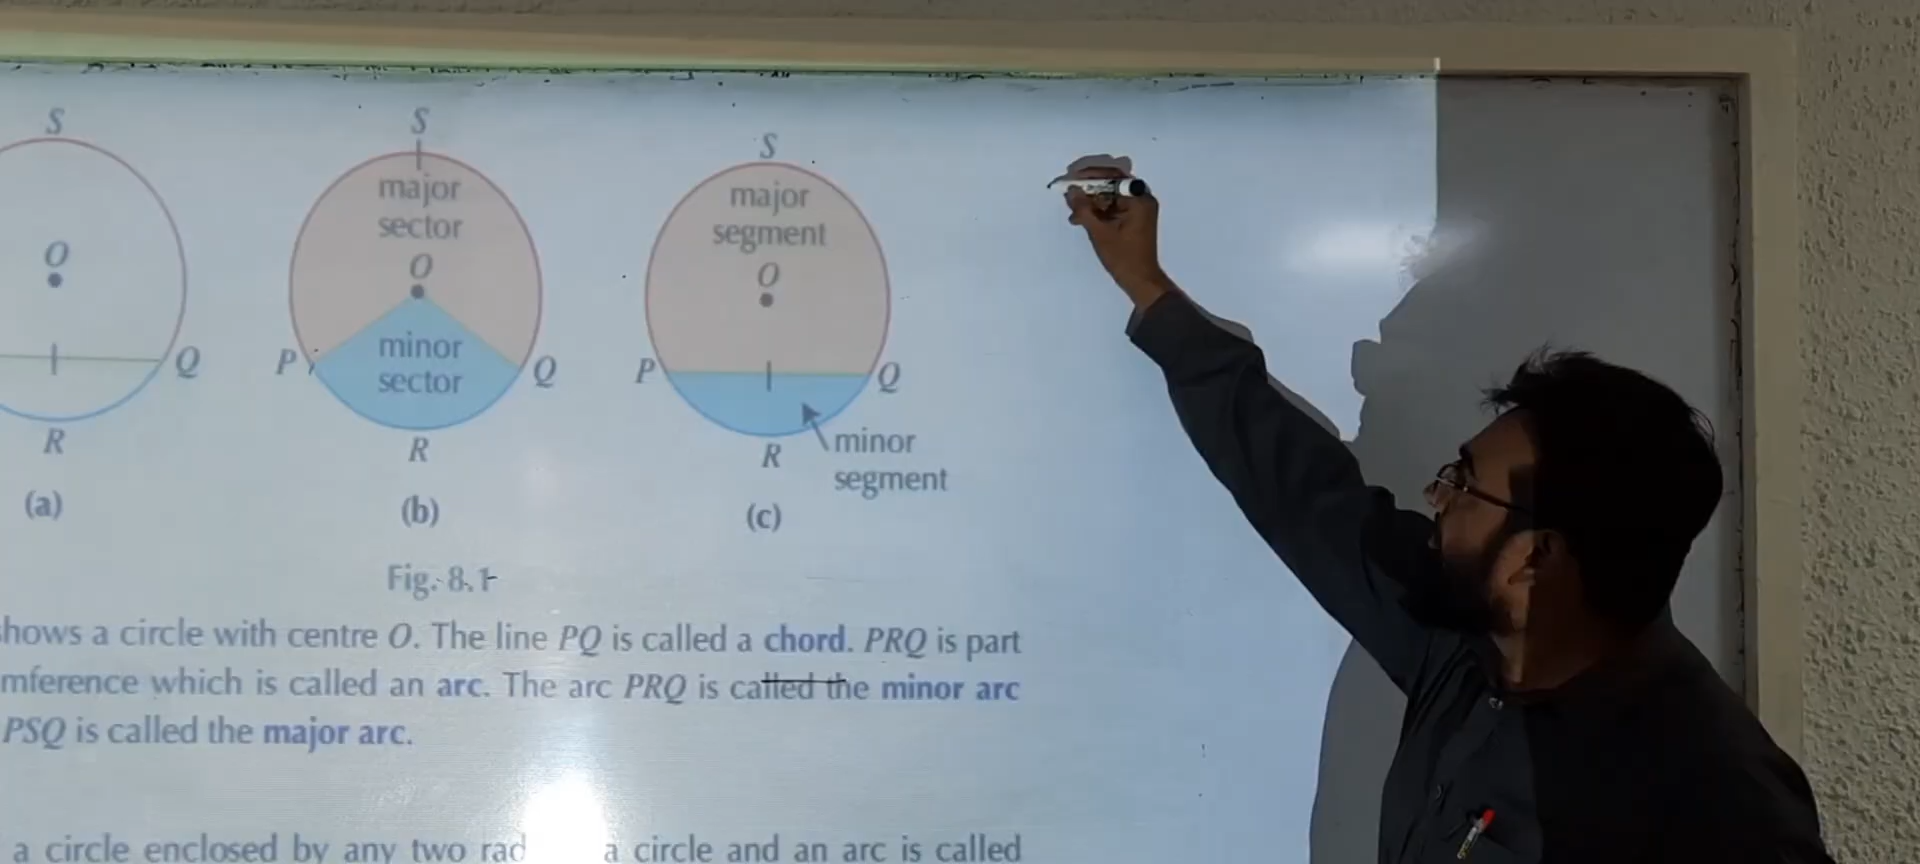 S
O
Q
R
(a)
S
major
sector
O
minor
sector
P
Q
R
(b)
S
major
segment
O
P
Q
R
minor
segment
(c)
Fig. 8.1
hows a circle with centre O. The line PQ is called a chord. PRQ is part
mference which is called an arc. The arc PRQ is called the minor arc
PSQ is called the major arc.
a circle enclosed by any two rad a circle and an arc is called